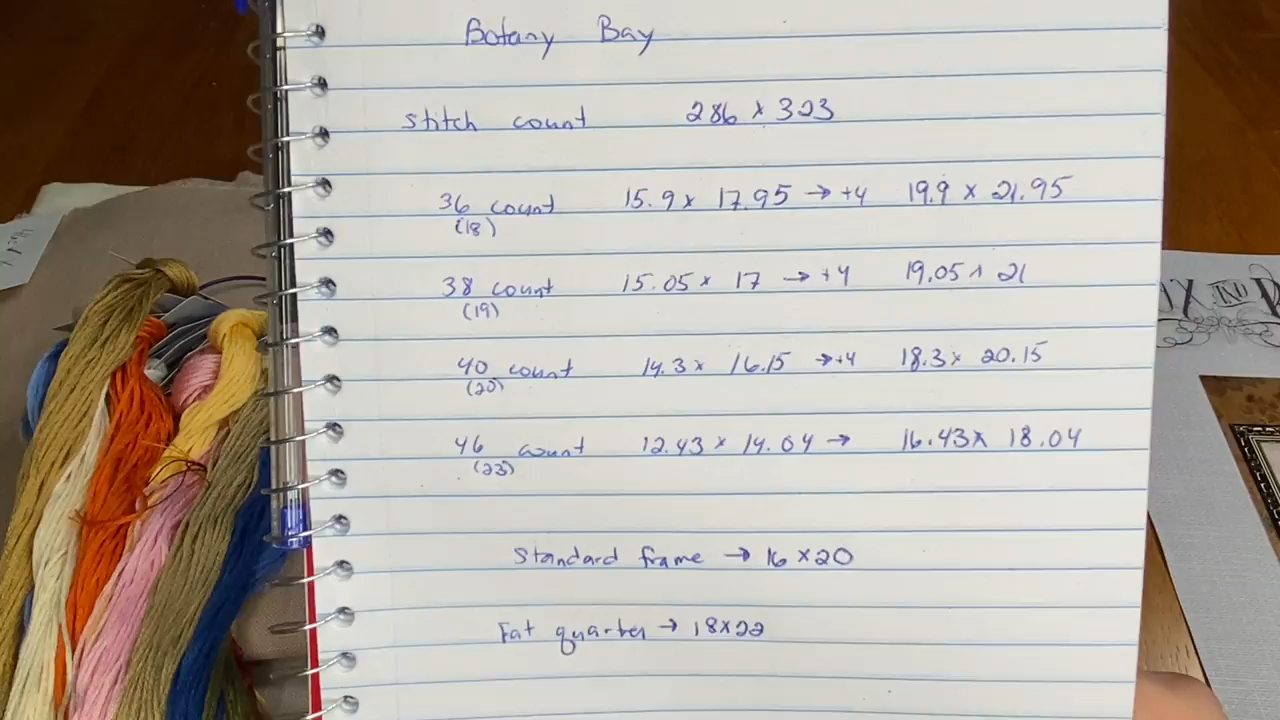 Botany Bay
stitch count 286 x 323
36 count 15.9 x 17.95 → +4 19.9 x 21.95
(18)
38 count 15.05 x 17 → +4 19.05 x 21
(19)
40 count 14.3 x 16.15 → +4 18.3 x 20.15
(20)
46 count 12.43 x 14.04 → 16.43 x 18.04
(23)
Standard frame → 16 x 20
Fat quarter → 18 x 22
AND